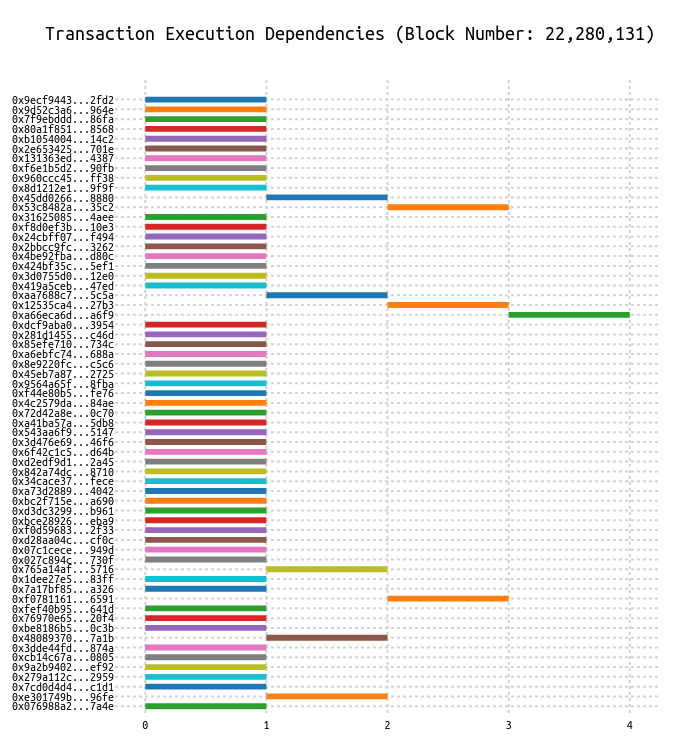 Transaction Execution Dependencies (Block Number: 22,280,131)
0x9ecf9443...2fd2
0x9d52c3a6...964e
0x7f9ebddd...86fa
0x80a1f851...8568
0xb1054004...14c2
0x2e653425...701e
0x131363ed...4387
0xf6e1b5d2...90fb
0x960ccc45...ff38
0x8d1212e1...9f9f
0x45dd0266...8880
0x53c8482a...35c2
0x31625085...4aee
0xf8d0ef3b...10e3
0x24cbff07...f494
0x2bbcc9fc...3262
0x4be92fba...d80c
0x424bf35c...5ef1
0x3d0755d0...12e0
0x419a5ceb...47ed
0xaa7688c7...5c5a
0x12535ca4...27b3
0xa66eca6d...a6f9
0xdcf9aba0...3954
0x281d1455...c46d
0x85efe710...734c
0xa6ebfc74...688a
0x8e9220fc...c5c6
0x45eb7a87...2725
0x9564a65f...8fba
0xf44e80b5...fe76
0x4c2579da...84ae
0x72d42a8e...0c70
0xa41ba57a...5db8
0x543aa6f9...5147
0x3d476e69...46f6
0x6f42c1c5...d64b
0xd2edf9d1...2a45
0x842a74dc...8710
0x34cace37...fece
0xa73d2889...4042
0xbc2f715e...a690
0xd3dc3299...b961
0xbce28926...eba9
0xf0d59683...2f33
0xd28aa04c...cf0c
0x07c1cece...949d
0x027c894c...730f
0x765a14af...5716
0x1dee27e5...83ff
0x7a17bf85...a326
0xf0781161...6591
0xfef40b95...641d
0x76970e65...20f4
0xbe8186b5...0c3b
0x48089370...7a1b
0x3dde44fd...874a
0xcb14c67a...0805
0x9a2b9402...ef92
0x279a112c...2959
0x7cd0d4d4...c1d1
0xe301749b...96fe
0x076988a2...7a4e
0 1 2 3 4